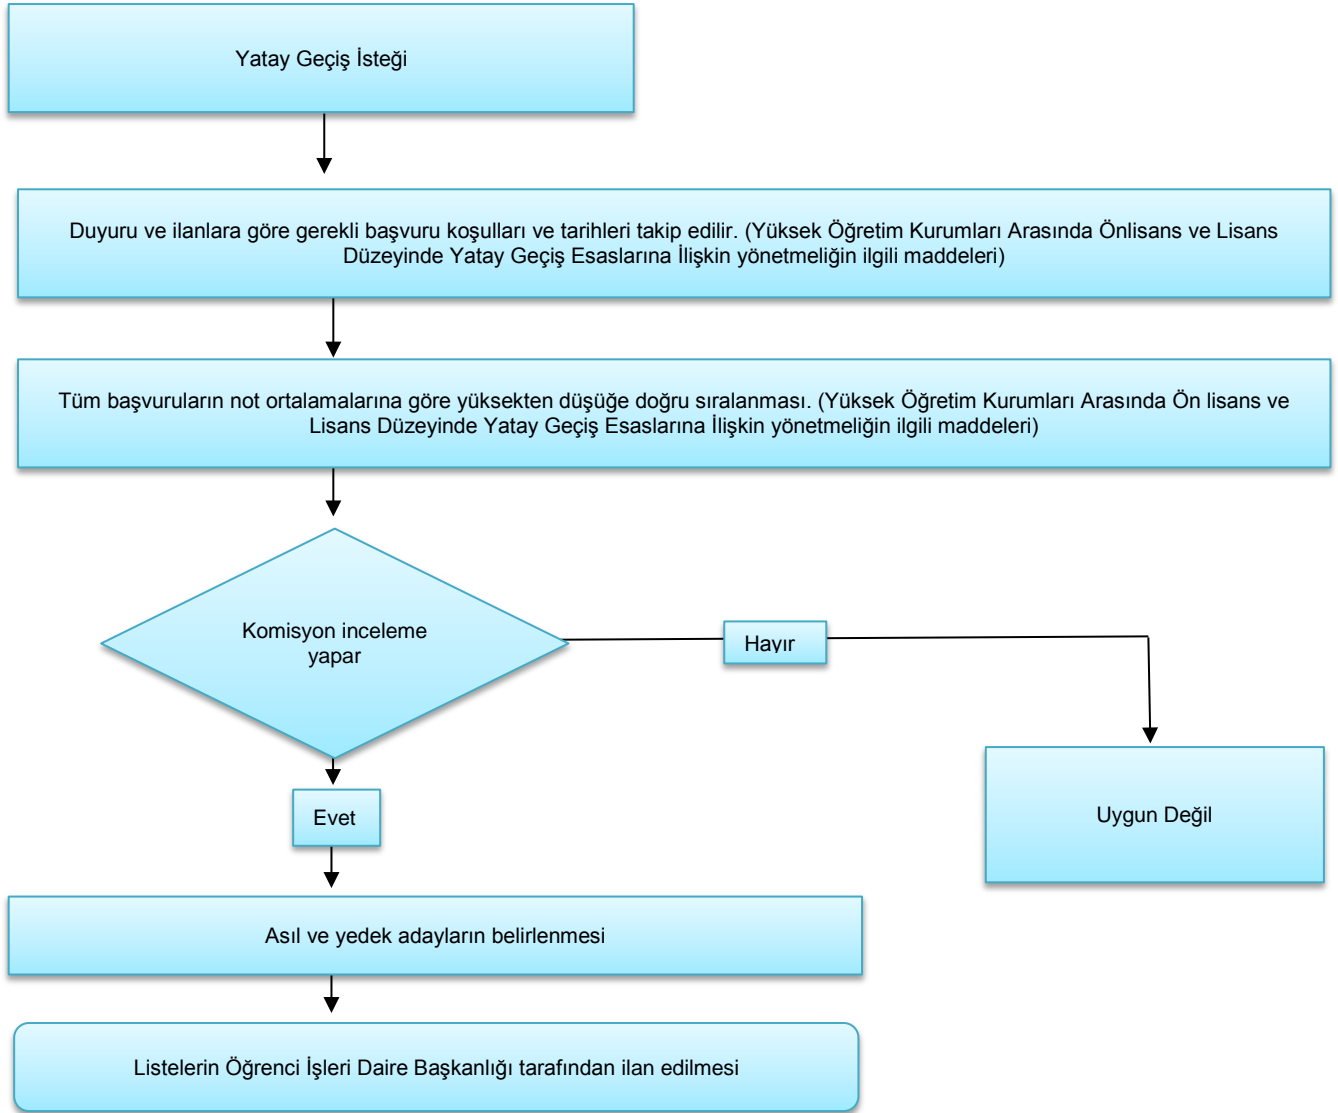 Yatay Geçiş İsteği
Duyuru ve ilanlara göre gerekli başvuru koşulları ve tarihleri takip edilir. (Yüksek Öğretim Kurumları Arasında Önlisans ve Lisans
Düzeyinde Yatay Geçiş Esaslarına İlişkin yönetmeliğin ilgili maddeleri)
Tüm başvuruların not ortalamalarına göre yüksekten düşüğe doğru sıralanması. (Yüksek Öğretim Kurumları Arasında Ön lisans ve
Lisans Düzeyinde Yatay Geçiş Esaslarına İlişkin yönetmeliğin ilgili maddeleri)
Komisyon inceleme
yapar
Hayır
Evet
Uygun Değil
Asıl ve yedek adayların belirlenmesi
Listelerin Öğrenci İşleri Daire Başkanlığı tarafından ilan edilmesi